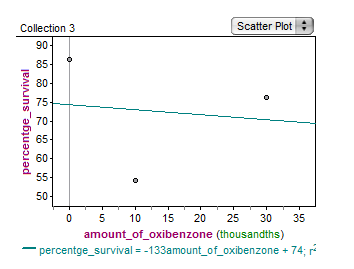 Collection 3
Scatter Plot
90
85
80
75
70
65
60
55
50
percentge_survival
0 5 10 15 20 25 30 35
amount_of_oxibenzone (thousandths)
percentge_survival = -133amount_of_oxibenzone + 74; r²